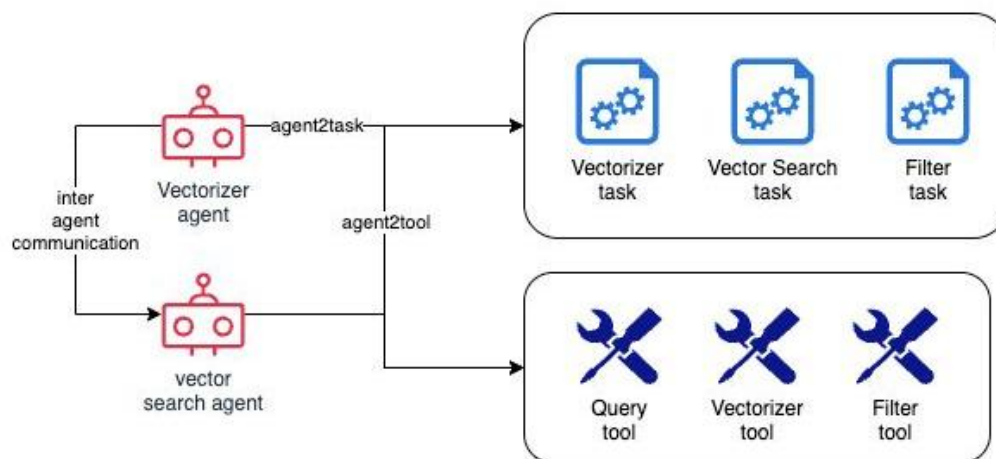 agent2task
Vectorizer
agent
inter
agent
communication
agent2tool
vector
search agent
Vectorizer
task
Vector Search
task
Filter
task
Query
tool
Vectorizer
tool
Filter
tool